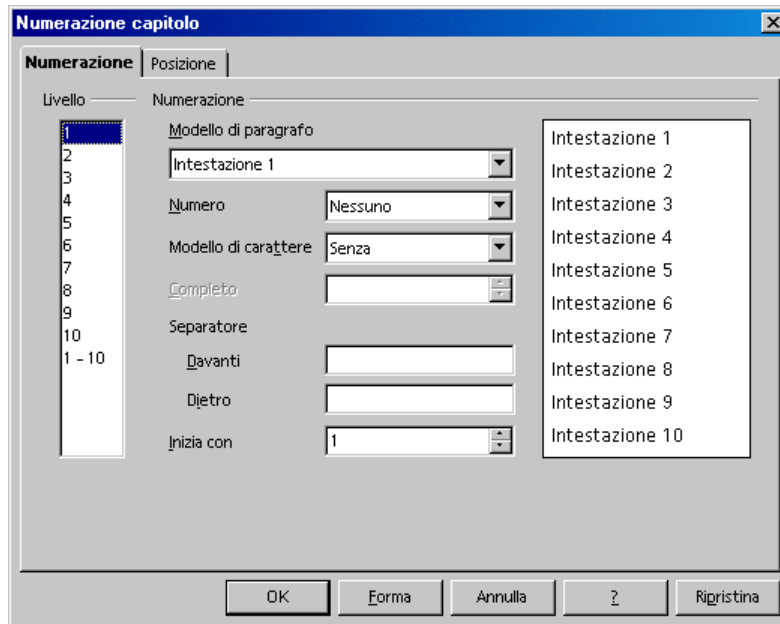 Numerazione capitolo
Numerazione
Posizione
Livello
1
2
3
4
5
6
7
8
9
10
1 - 10
Numerazione
Modello di paragrafo
Intestazione 1
Numero
Nessuno
Modello di carattere
Senza
Completo
Separatore
Davanti
Dietro
Inizia con
1
Intestazione 1
Intestazione 2
Intestazione 3
Intestazione 4
Intestazione 5
Intestazione 6
Intestazione 7
Intestazione 8
Intestazione 9
Intestazione 10
OK
Forma
Annulla
?
Ripristina